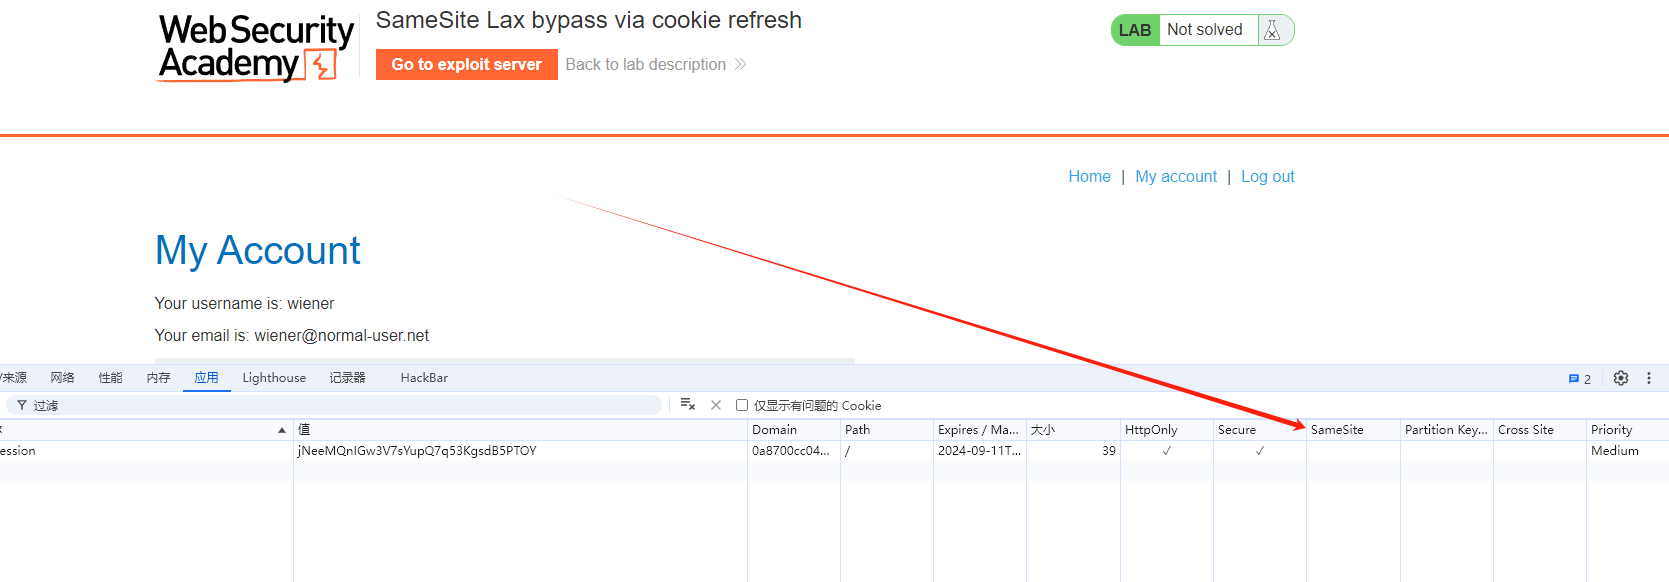 WebSecurity
Academy
SameSite Lax bypass via cookie refresh
Go to exploit server
Back to lab description
LAB
Not solved
Home | My account | Log out
My Account
Your username is: wiener
Your email is: wiener@normal-user.net
来源 网络 性能 内存 应用 Lighthouse 记录器 HackBar 2
过滤 仅显示有问题的 Cookie
值 Domain Path Expires / Ma... 大小 HttpOnly Secure SameSite Partition Key... Cross Site Priority
ession jNeeMQnIGw3V7sYupQ7q53KgsdB5PTOY 0a8700cc04... / 2024-09-11T... 39 ✓ ✓ Medium